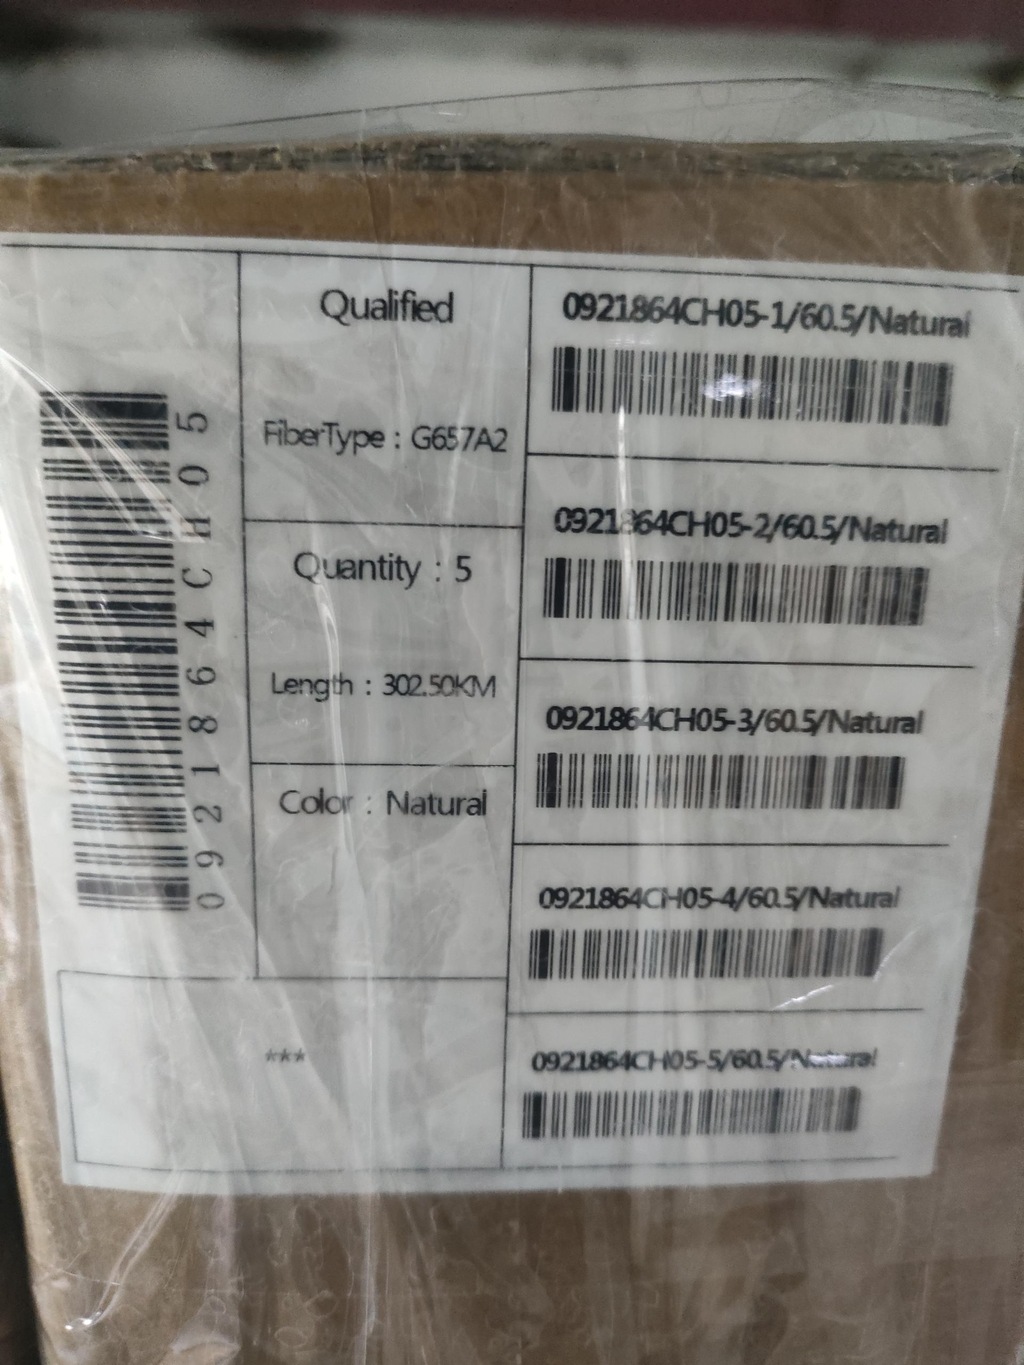 0921864CH05
Qualified
FiberType : G657A2
Quantity : 5
Length : 302.50KM
Color : Natural
***
0921864CH05-1/60.5/Natural
0921864CH05-2/60.5/Natural
0921864CH05-3/60.5/Natural
0921864CH05-4/60.5/Natural
0921864CH05-5/60.5/Natural